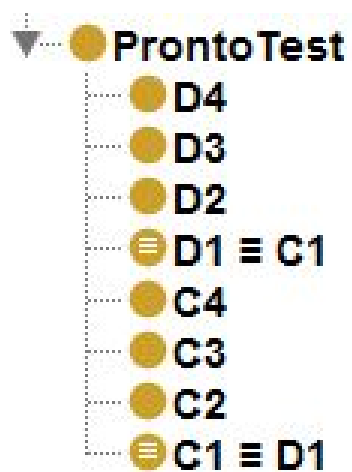 ProntoTest
D4
D3
D2
D1 ≡ C1
C4
C3
C2
C1 ≡ D1